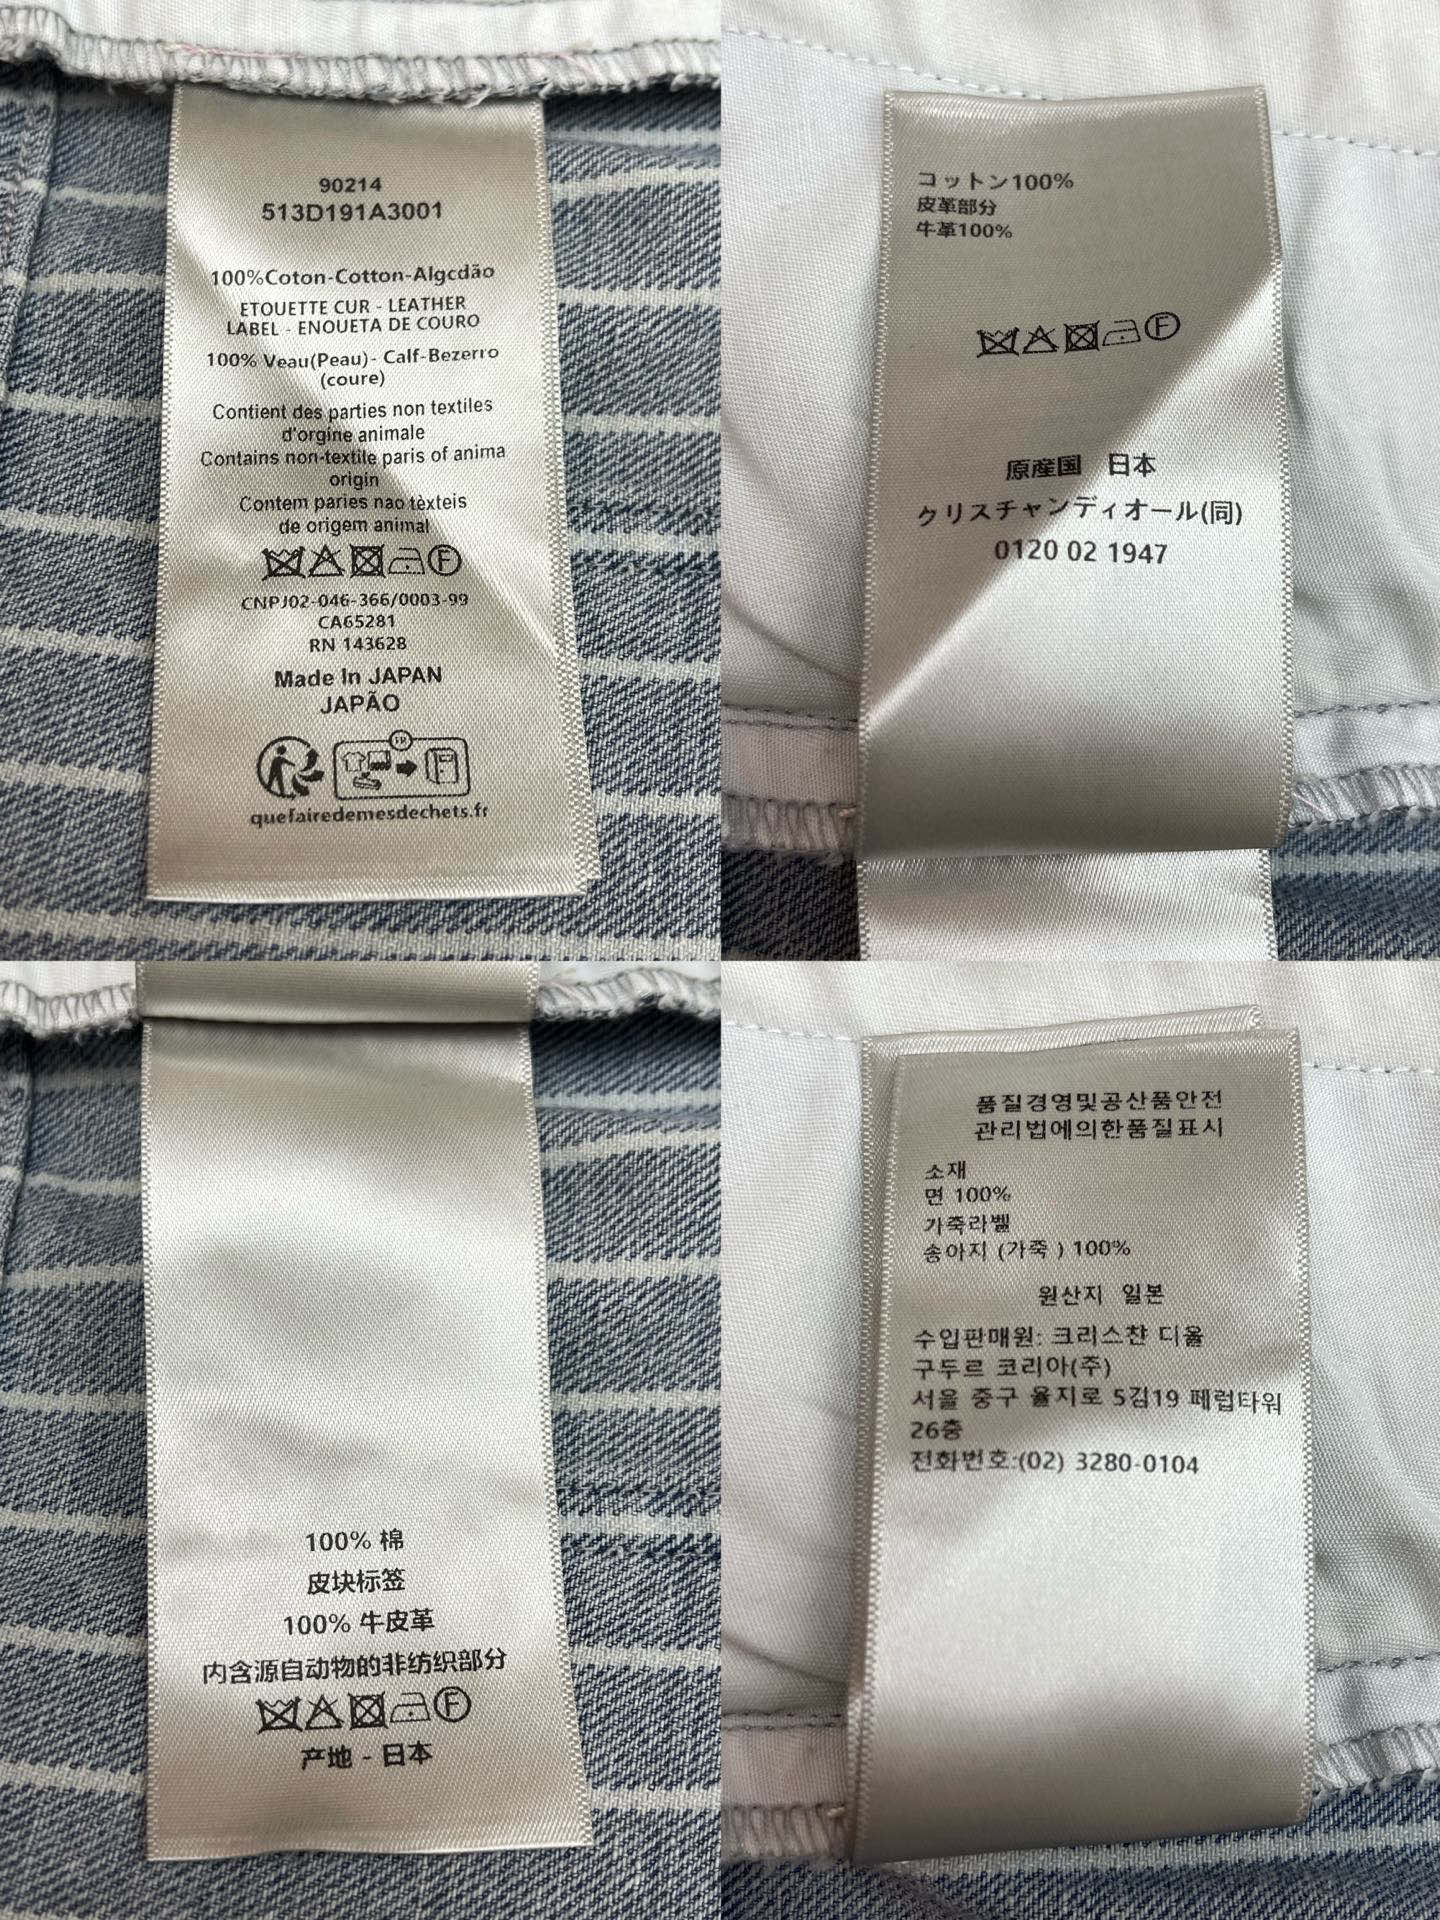 90214
513D191A3001
100%Coton-Cotton-Algcdão
ETOUETTE CUR - LEATHER
LABEL - ENOUETA DE COURO
100% Veau(Peau)- Calf-Bezerro
(coure)
Contient des parties non textiles
d'orgine animale
Contains non-textile paris of anima
origin
Contem paries nao tèxteis
de origem animal
F
CNPJ02-046-366/0003-99
CA65281
RN 143628
Made In JAPAN
JAPÃO
FR
quefairedemesdechets.fr
コットン100%
皮革部分
牛革100%
F
原産国 日本
クリスチャンディオール(同)
0120 02 1947
100% 棉
皮块标签
100% 牛皮革
内含源自动物的非纺织部分
F
产地 - 日本
품질경영및공산품안전
관리법에의한품질표시
소재
면 100%
가죽라벨
송아지 (가죽 ) 100%
원산지 일본
수입판매원: 크리스챤 디올
구두르 코리아(주)
서울 중구 율지로 5김19 페럼타워
26층
전화번호:(02) 3280-0104